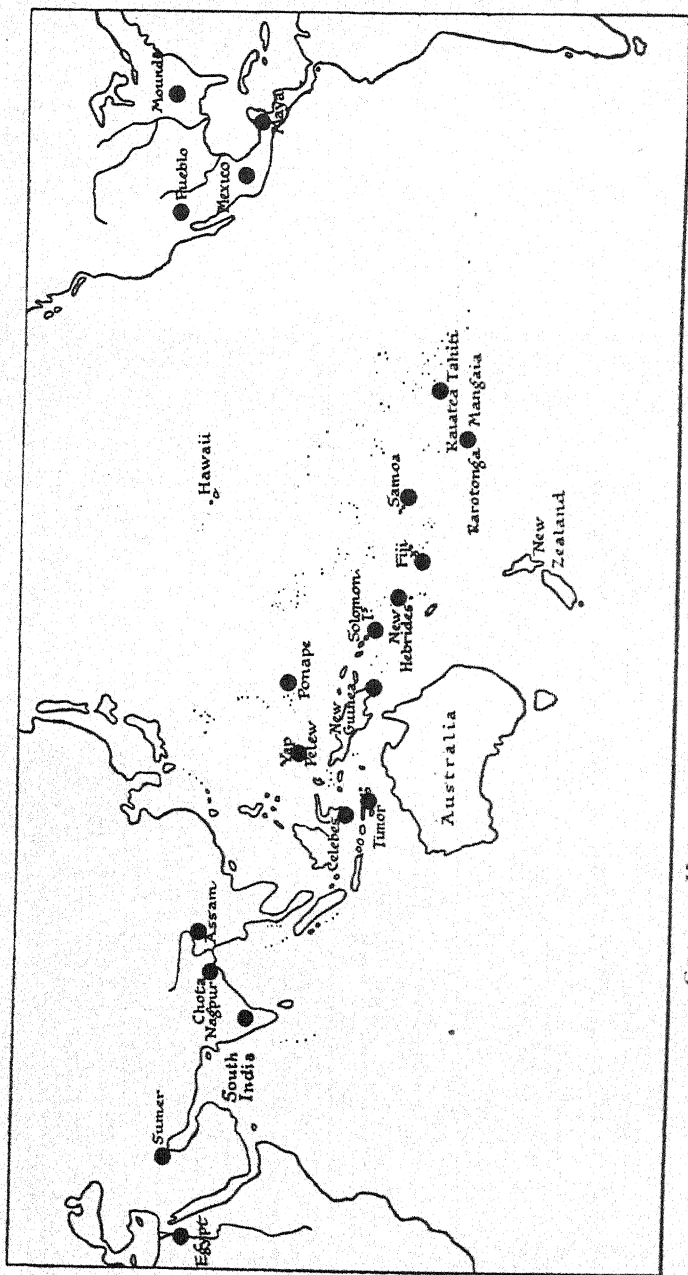 Mounds
Pueblo
Mexico
Maya
Hawaii
Raiatea Tahiti
Rarotonga Mangaia
Samoa
Fiji
New
Zealand
Solomon
Is
New
Hebrides
Ponape
New
Guinea
Yap
Pelew
Celebes
Timor
Australia
Assam
Chota
Nagpur
South
India
Sumer
Egypt